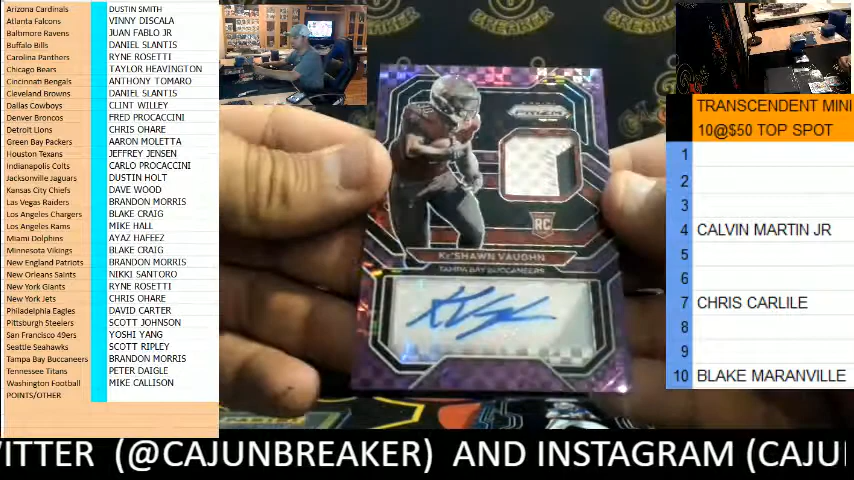 Arizona Cardinals DUSTIN SMITH
Atlanta Falcons VINNY DISCALA
Baltimore Ravens JUAN FABLO JR
Buffalo Bills DANIEL SLANTIS
Carolina Panthers RYNE ROSETTI
Chicago Bears TAYLOR HEAVINGTON
Cincinnati Bengals ANTHONY TOMARO
Cleveland Browns DANIEL SLANTIS
Dallas Cowboys CLINT WILLEY
Denver Broncos FRED PROCACCINI
Detroit Lions CHRIS OHARE
Green Bay Packers AARON MOLETTA
Houston Texans JEFFREY JENSEN
Indianapolis Colts CARLO PROCACCINI
Jacksonville Jaguars DUSTIN HOLT
Kansas City Chiefs DAVE WOOD
Las Vegas Raiders BRANDON MORRIS
Los Angeles Chargers BLAKE CRAIG
Los Angeles Rams MIKE HALL
Miami Dolphins AYAZ HAFEEZ
Minnesota Vikings BLAKE CRAIG
New England Patriots BRANDON MORRIS
New Orleans Saints NIKKI SANTORO
New York Giants RYNE ROSETTI
New York Jets CHRIS OHARE
Philadelphia Eagles DAVID CARTER
Pittsburgh Steelers SCOTT JOHNSON
San Francisco 49ers YOSHI YANG
Seattle Seahawks SCOTT RIPLEY
Tampa Bay Buccaneers BRANDON MORRIS
Tennessee Titans PETER DAIGLE
Washington Football MIKE CALLISON
POINTS/OTHER
BREAKER
PANINI
PRIZM
RC
KE'SHAWN VAUGHN
TAMPA BAY BUCCANEERS
TRANSCENDENT MINI
10@$50 TOP SPOT
1
2
3
4 CALVIN MARTIN JR
5
6
7 CHRIS CARLILE
8
9
10 BLAKE MARANVILLE
ITTER (@CAJUNBREAKER) AND INSTAGRAM (CAJU